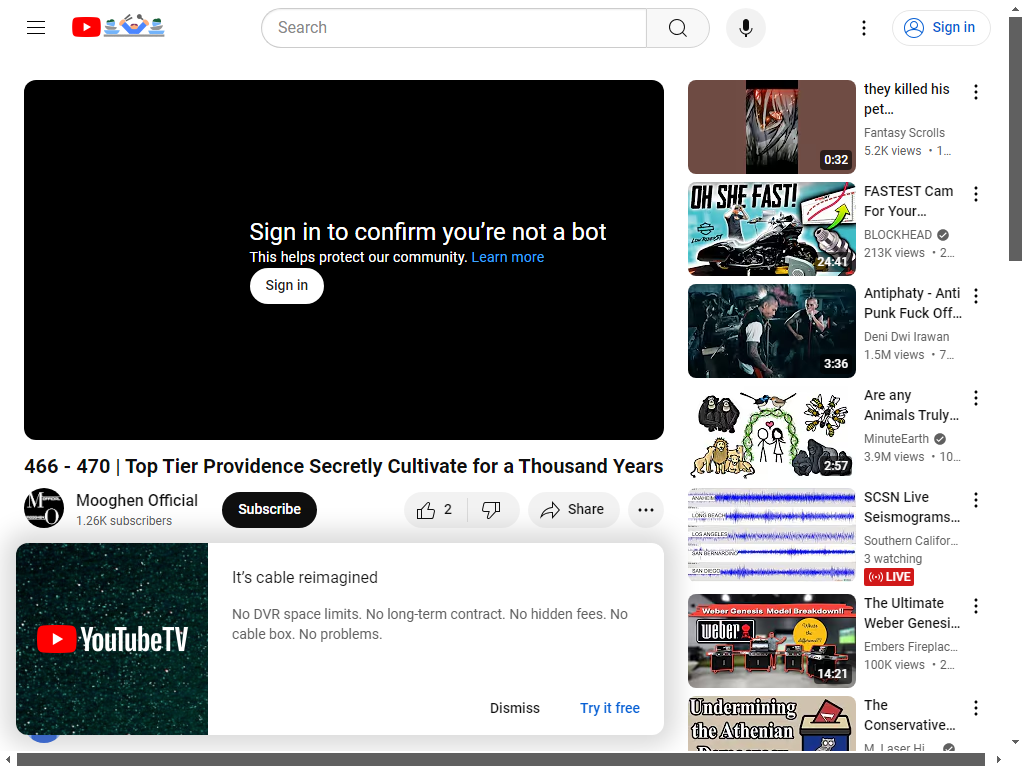 Search
Sign in
Sign in to confirm you’re not a bot
This helps protect our community. Learn more
Sign in
466 - 470 | Top Tier Providence Secretly Cultivate for a Thousand Years
Mooghen Official
1.26K subscribers
Subscribe
2
Share
It’s cable reimagined
No DVR space limits. No long-term contract. No hidden fees. No
cable box. No problems.
YouTubeTV
Dismiss
Try it free
0:32
they killed his
pet…
Fantasy Scrolls
5.2K views • 1…
OH SHE FAST!
24:41
FASTEST Cam
For Your…
BLOCKHEAD
213K views • 2…
3:36
Antiphaty - Anti
Punk Fuck Off…
Deni Dwi Irawan
1.5M views • 7…
2:57
Are any
Animals Truly…
MinuteEarth
3.9M views • 10…
ANAHEIM
LONG BEACH
LOS ANGELES
SAN BERNARDINO
SAN DIEGO
SCSN Live
Seismograms…
Southern Califor…
3 watching
LIVE
Weber Genesis Model Breakdown!!
weber
Whats
the
difference??
14:21
The Ultimate
Weber Genesi…
Embers Fireplac…
100K views • 2…
Undermining
the Athenian
Democracy
The
Conservative…
M. Laser Hi…